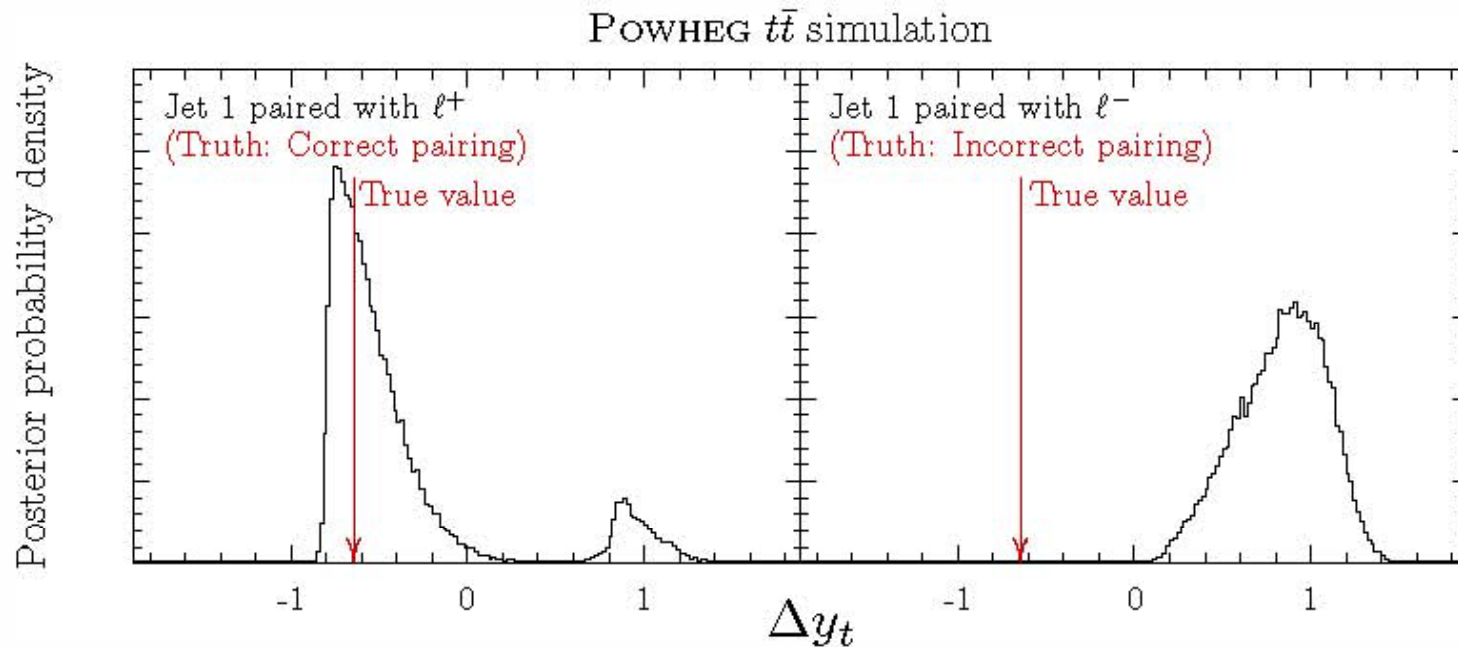 POWHEG tt̄ simulation
Posterior probability density
Jet 1 paired with ℓ+
(Truth: Correct pairing)
True value
Jet 1 paired with ℓ−
(Truth: Incorrect pairing)
True value
-1 0 1 -1 0 1
Δyt